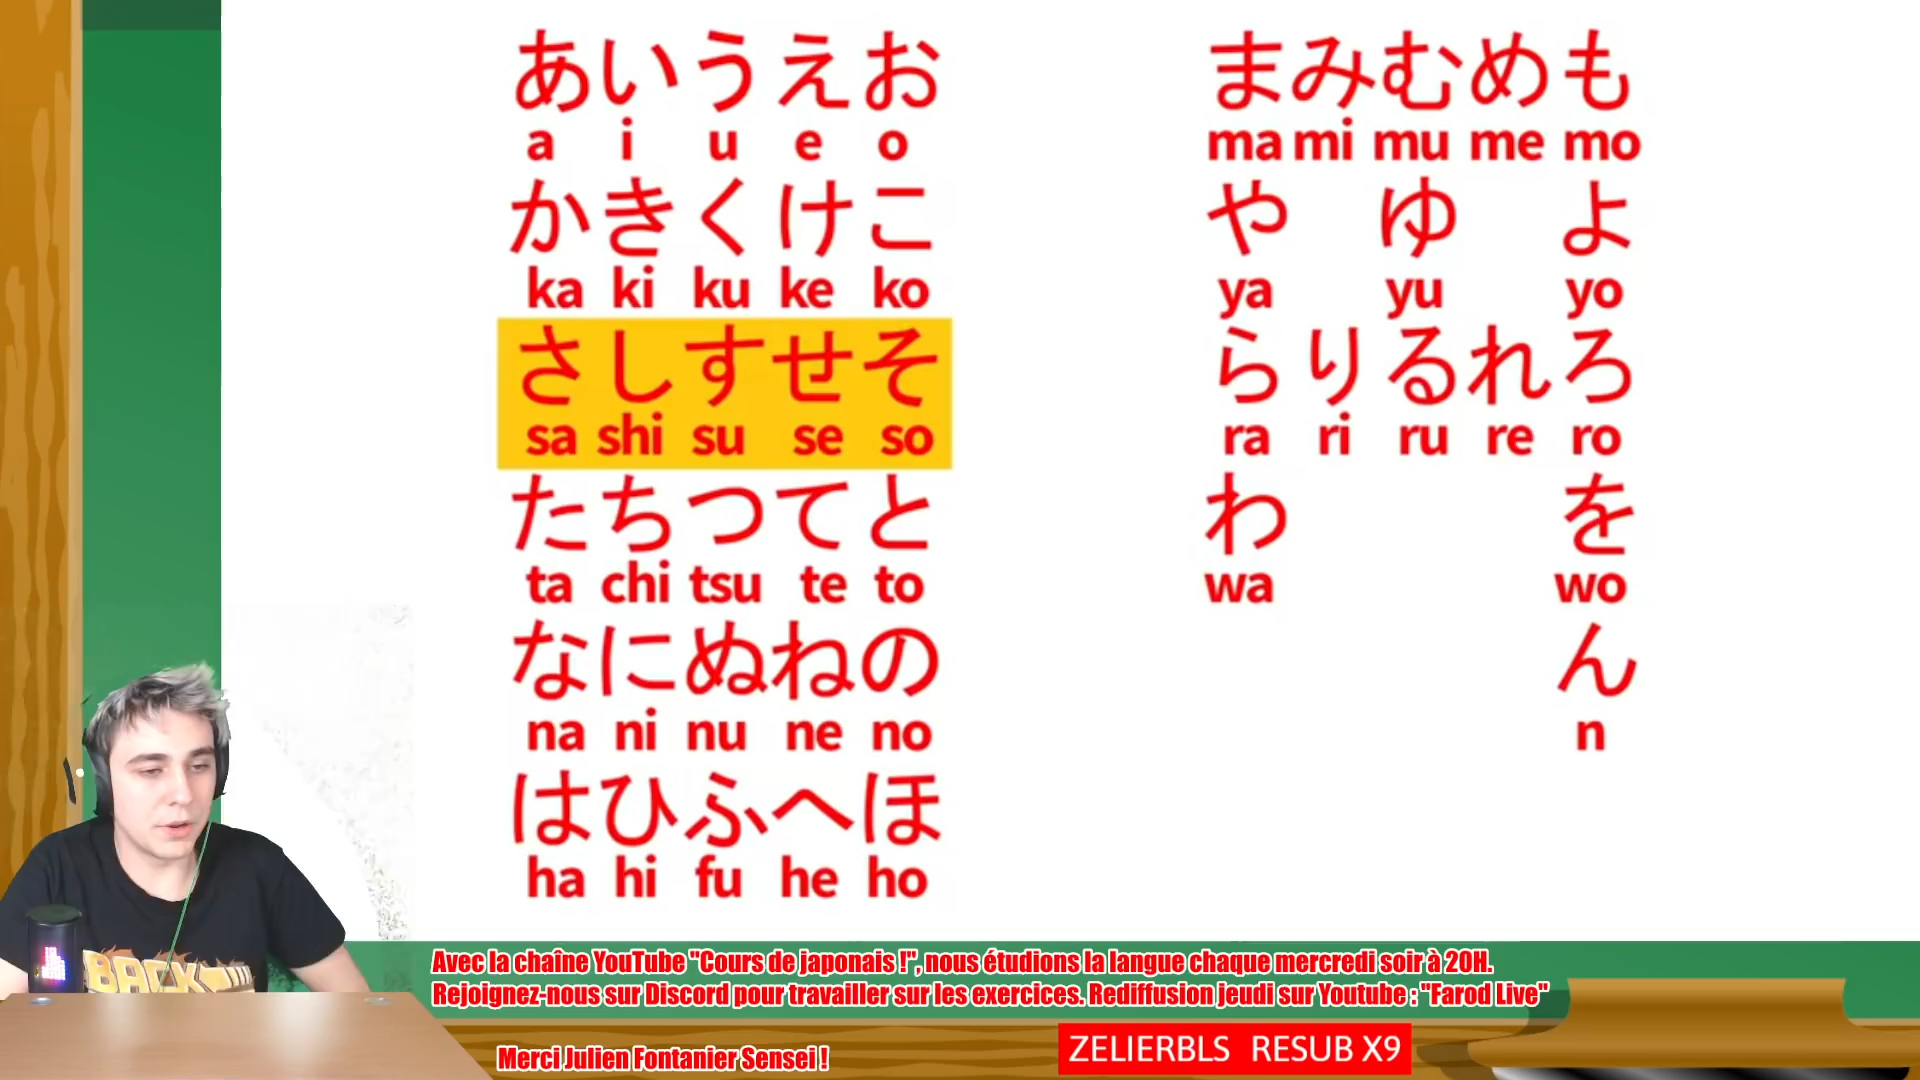 あいうえお
a i u e o
かきくけこ
ka ki ku ke ko
さしすせそ
sa shi su se so
たちつてと
ta chi tsu te to
なにぬねの
na ni nu ne no
はひふへほ
ha hi fu he ho
まみむめも
ma mi mu me mo
や ゆ よ
ya yu yo
らりるれろ
ra ri ru re ro
わ を
wa wo
ん
n
Avec la chaîne YouTube "Cours de japonais !", nous étudions la langue chaque mercredi soir à 20H.
Rejoignez-nous sur Discord pour travailler sur les exercices. Rediffusion jeudi sur Youtube : "Farod Live"
Merci Julien Fontanier Sensei !
ZELIERBLS RESUB X9